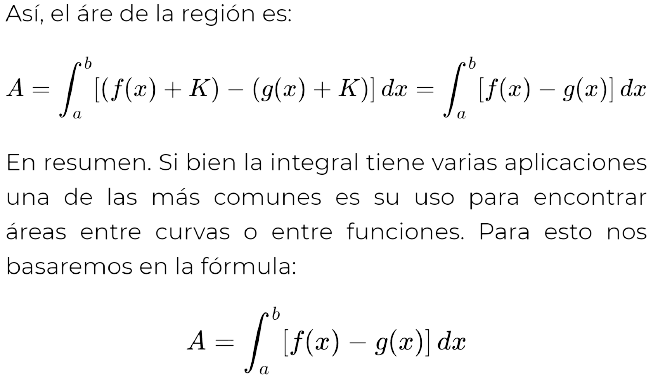 Así, el áre de la región es:
A = ∫_a^b [(f(x) + K) − (g(x) + K)] dx = ∫_a^b [f(x) − g(x)] dx
En resumen. Si bien la integral tiene varias aplicaciones
una de las más comunes es su uso para encontrar
áreas entre curvas o entre funciones. Para esto nos
basaremos en la fórmula:
A = ∫_a^b [f(x) − g(x)] dx